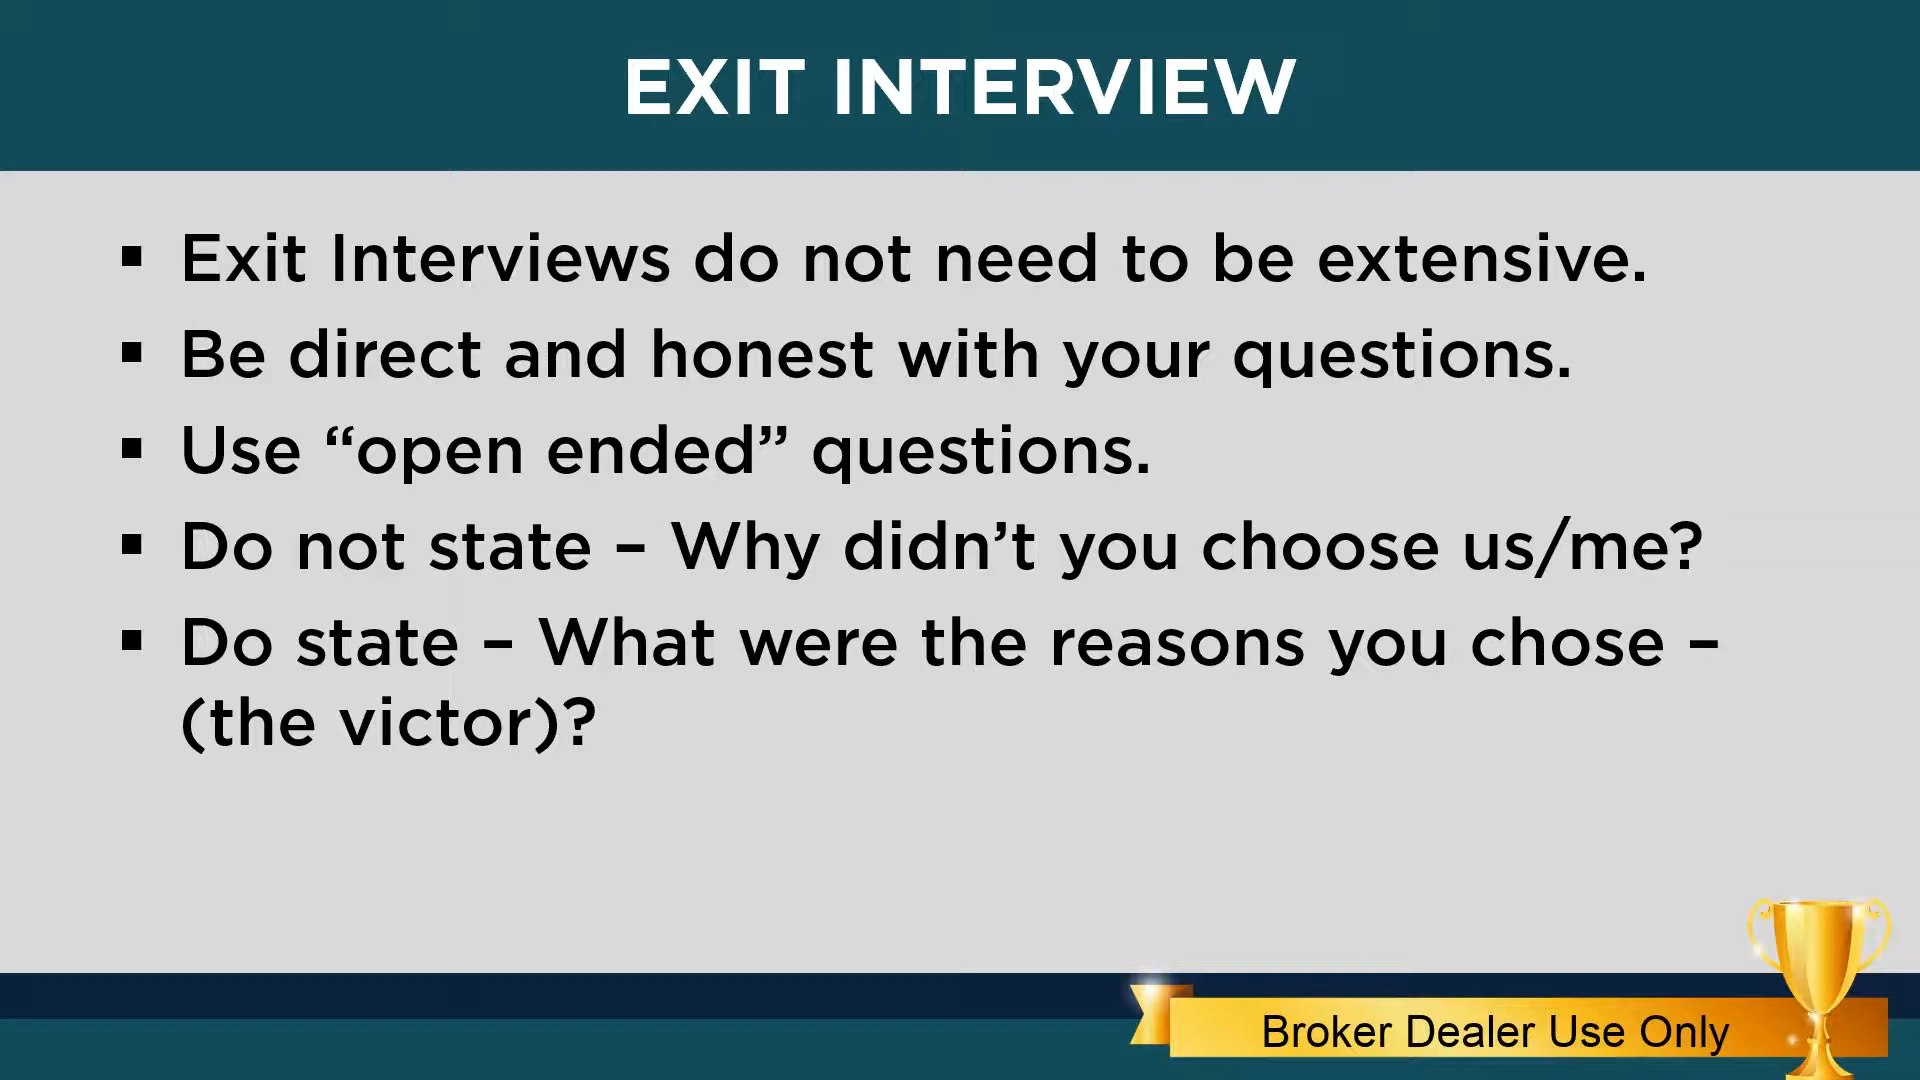 EXIT INTERVIEW
▪ Exit Interviews do not need to be extensive.
▪ Be direct and honest with your questions.
▪ Use “open ended” questions.
▪ Do not state – Why didn’t you choose us/me?
▪ Do state – What were the reasons you chose –
(the victor)?
Broker Dealer Use Only